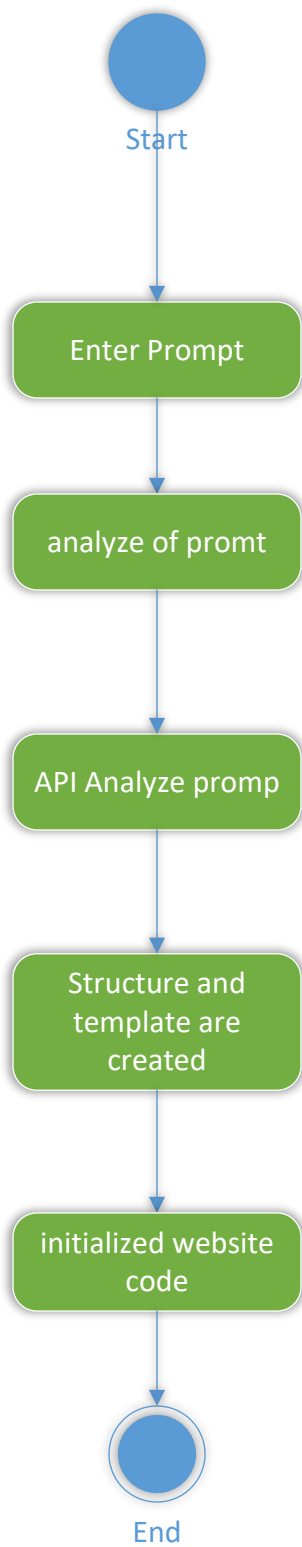 Start
Enter Prompt
analyze of promt
API Analyze promp
Structure and
template are
created
initialized website
code
End